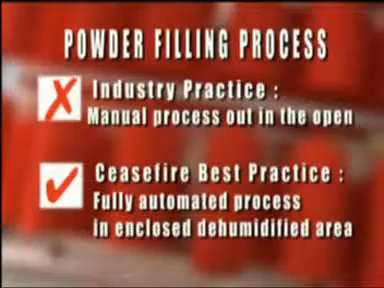 POWDER FILLING PROCESS
Industry Practice :
Manual process out in the open
Ceasefire Best Practice :
Fully automated process
in enclosed dehumidified area